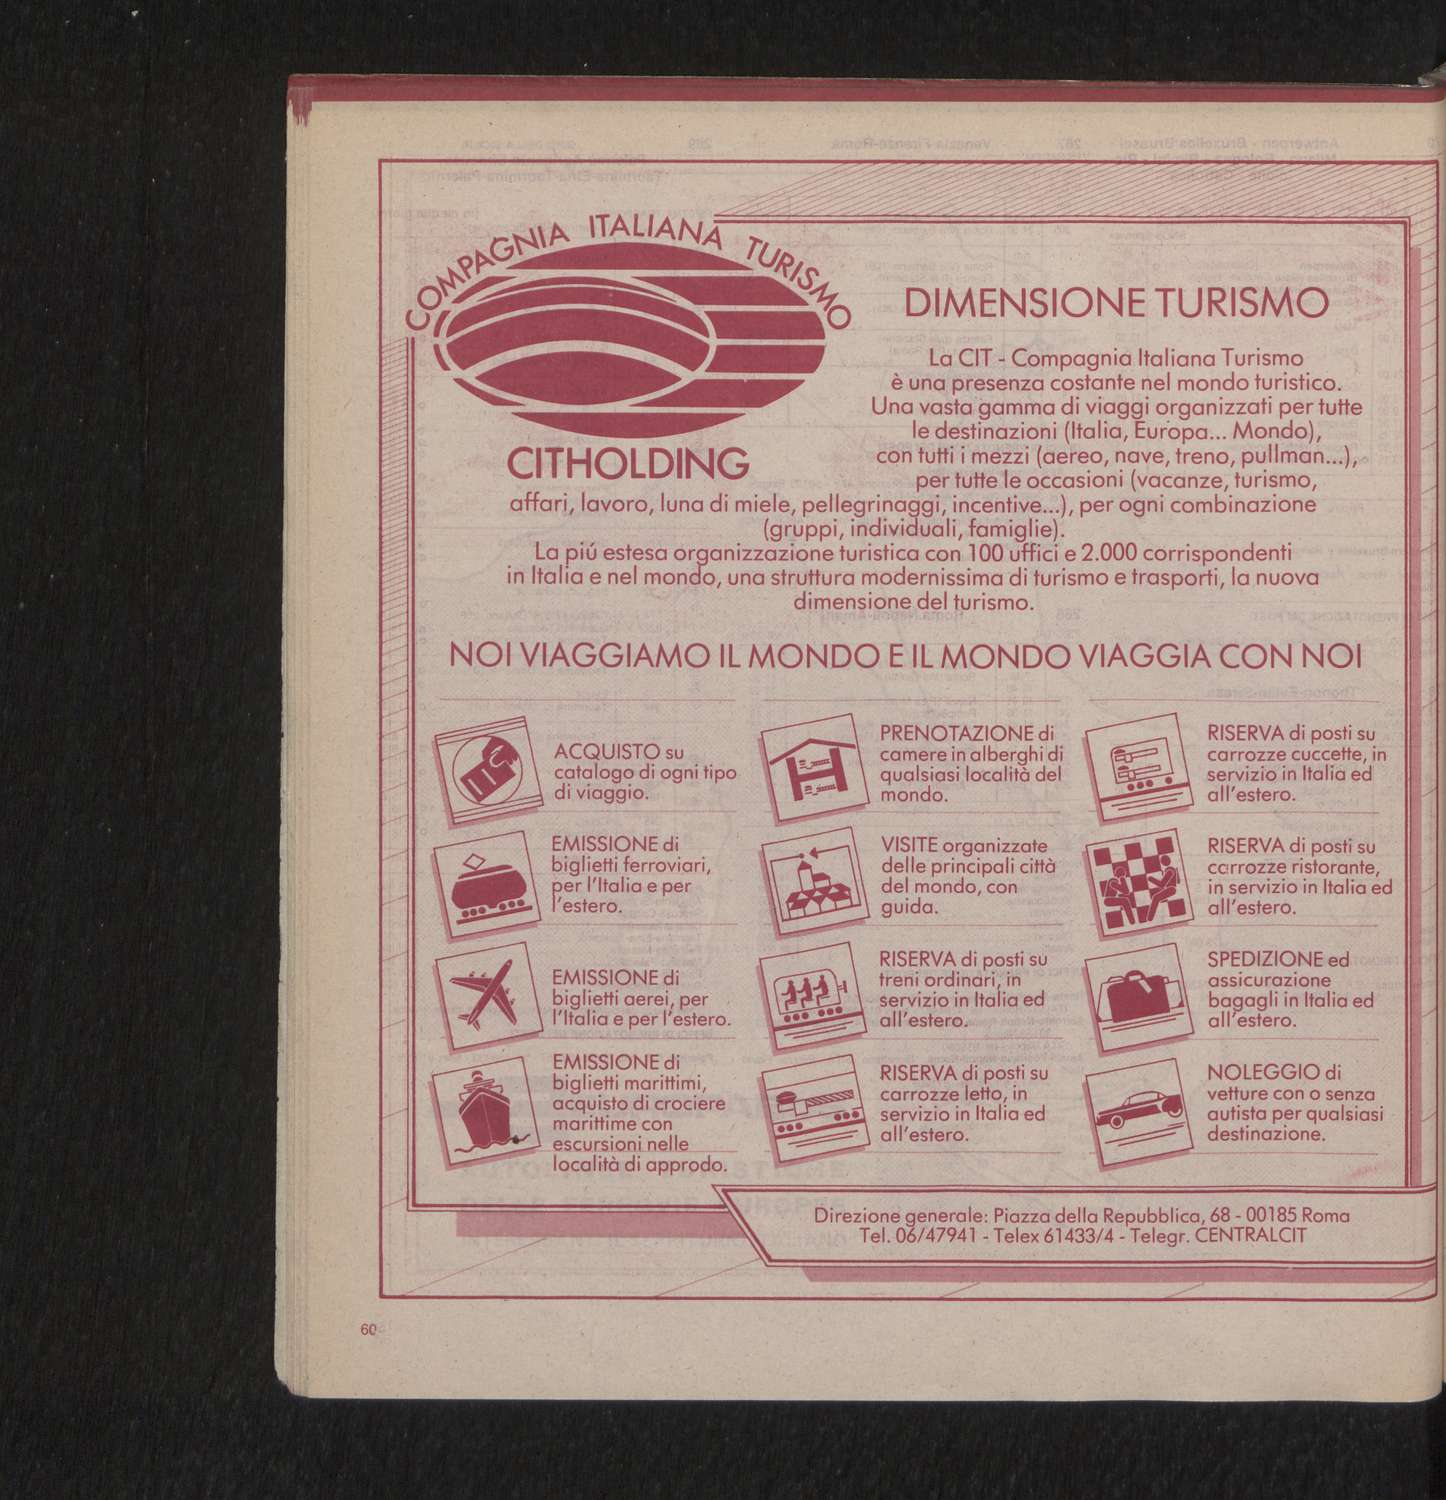 COMPAGNIA ITALIANA TURISMO
CITHOLDING
DIMENSIONE TURISMO
La CIT - Compagnia Italiana Turismo
è una presenza costante nel mondo turistico.
Una vasta gamma di viaggi organizzati per tutte
le destinazioni (Italia, Europa... Mondo),
con tutti i mezzi (aereo, nave, treno, pullman...),
per tutte le occasioni (vacanze, turismo,
affari, lavoro, luna di miele, pellegrinaggi, incentive...), per ogni combinazione
(gruppi, individuali, famiglie).
La piú estesa organizzazione turistica con 100 uffici e 2.000 corrispondenti
in Italia e nel mondo, una struttura modernissima di turismo e trasporti, la nuova
dimensione del turismo.
NOI VIAGGIAMO IL MONDO E IL MONDO VIAGGIA CON NOI
ACQUISTO su
catalogo di ogni tipo
di viaggio.
EMISSIONE di
biglietti ferroviari,
per l'Italia e per
l'estero.
EMISSIONE di
biglietti aerei, per
l'Italia e per l'estero.
EMISSIONE di
biglietti marittimi,
acquisto di crociere
marittime con
escursioni nelle
località di approdo.
PRENOTAZIONE di
camere in alberghi di
qualsiasi località del
mondo.
VISITE organizzate
delle principali città
del mondo, con
guida.
RISERVA di posti su
treni ordinari, in
servizio in Italia ed
all'estero.
RISERVA di posti su
carrozze letto, in
servizio in Italia ed
all'estero.
RISERVA di posti su
carrozze cuccette, in
servizio in Italia ed
all'estero.
RISERVA di posti su
carrozze ristorante,
in servizio in Italia ed
all'estero.
SPEDIZIONE ed
assicurazione
bagagli in Italia ed
all'estero.
NOLEGGIO di
vetture con o senza
autista per qualsiasi
destinazione.
Direzione generale: Piazza della Repubblica, 68 - 00185 Roma
Tel. 06/47941 - Telex 61433/4 - Telegr. CENTRALCIT
60